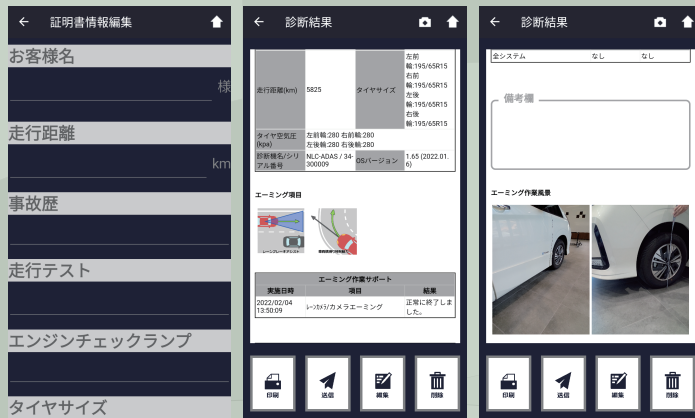 ← 証明書情報編集
お客様名
様
走行距離
km
事故歴
走行テスト
エンジンチェックランプ
タイヤサイズ
← 診断結果
走行距離(km) 5825 タイヤサイズ
左前
輪:195/65R15
右前
輪:195/65R15
左後
輪:195/65R15
右後
輪:195/65R15
タイヤ空気圧
(kpa)
左前輪:280 右前輪:280
左後輪:280 右後輪:280
診断機名/シリ
アル番号
NLC-ADAS / 34-
300009
OSバージョン
1.65 (2022.01.
6)
エーミング項目
エーミング作業サポート
実施日時 項目 結果
2022/02/04
13:50:09
レーンカメラ/カメラエーミング
正常に終了しま
した。
印刷 送信 編集 削除
← 診断結果
全システム なし なし
備考欄
エーミング作業風景
印刷 送信 編集 削除